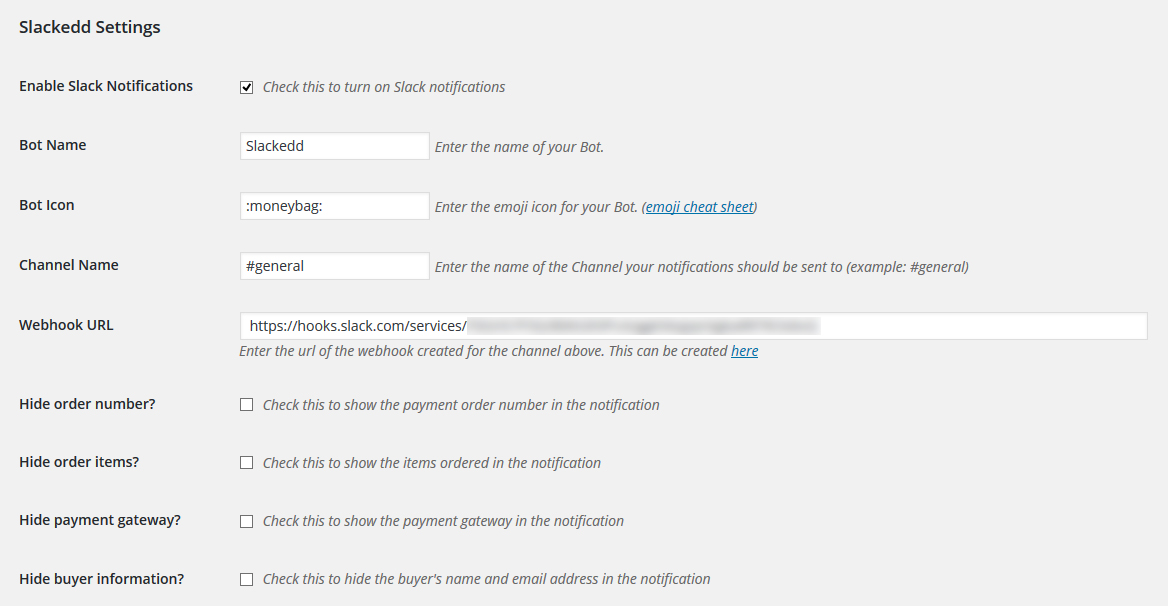 Slackedd Settings
Enable Slack Notifications Check this to turn on Slack notifications
Bot Name Slackedd Enter the name of your Bot.
Bot Icon :moneybag: Enter the emoji icon for your Bot. (emoji cheat sheet)
Channel Name #general Enter the name of the Channel your notifications should be sent to (example: #general)
Webhook URL https://hooks.slack.com/services/
Enter the url of the webhook created for the channel above. This can be created here
Hide order number? Check this to show the payment order number in the notification
Hide order items? Check this to show the items ordered in the notification
Hide payment gateway? Check this to show the payment gateway in the notification
Hide buyer information? Check this to hide the buyer's name and email address in the notification